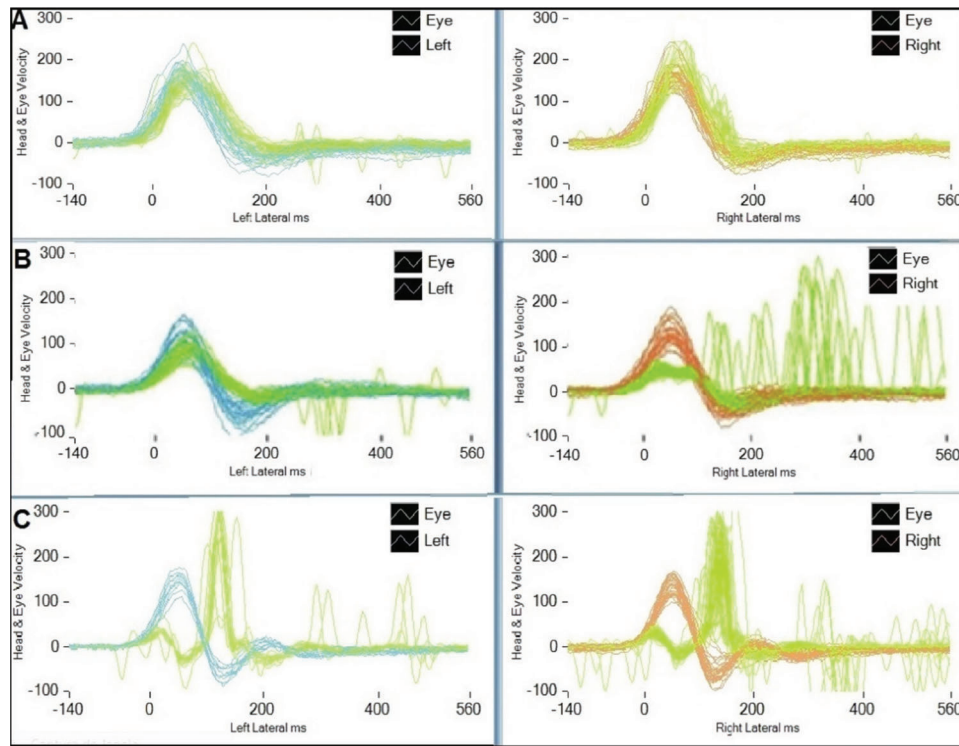 A
300
200
100
0
-100
-140 0 200 400 560
Left Lateral ms
Head & Eye Velocity
Eye
Left
300
200
100
0
-100
-140 0 200 400 560
Right Lateral ms
Head & Eye Velocity
Eye
Right
B
300
200
100
0
100
-140 0 200 400 560
Left Lateral ms
Head & Eye Velocity
Eye
Left
300
200
100
0
-100
-140 0 200 400 560
Right Lateral ms
Head & Eye Velocity
Eye
Right
C
300
200
100
0
-100
-140 0 200 400 560
Left Lateral ms
Head & Eye Velocity
Eye
Left
300
200
100
0
-100
-140 0 200 400 560
Right Lateral ms
Head & Eye Velocity
Eye
Right